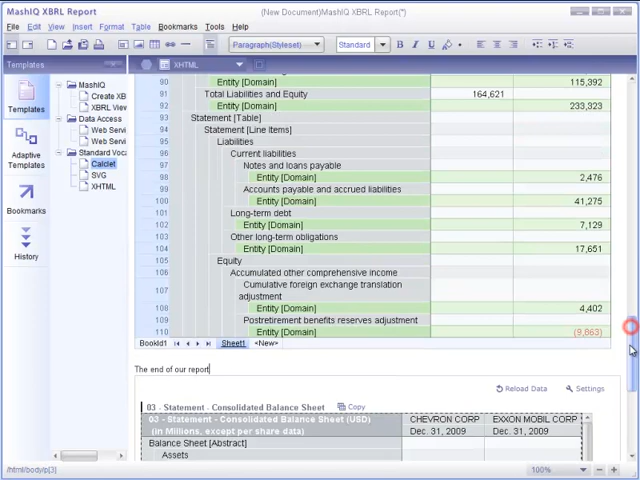 MashIQ XBRL Report
(New Document)MashIQ XBRL Report(*)
File Edit View Insert Format Table Bookmarks Tools Help
Paragraph(Styleset) Standard B I U
Templates
XHTML
Templates
Adaptive
Templates
Bookmarks
History
MashIQ
Create XB
XBRL View
Data Access
Web Servi
Web Servi
Standard Voca
Calclet
SVG
XHTML
90 Entity [Domain] 115,392
91 Total Liabilities and Equity 164,621
92 Entity [Domain] 233,323
93 Statement [Table]
94 Statement [Line Items]
95 Liabilities
96 Current liabilities
97 Notes and loans payable
98 Entity [Domain] 2,476
99 Accounts payable and accrued liabilities
100 Entity [Domain] 41,275
101 Long-term debt
102 Entity [Domain] 7,129
103 Other long-term obligations
104 Entity [Domain] 17,651
105 Equity
106 Accumulated other comprehensive income
107 Cumulative foreign exchange translation
adjustment
108 Entity [Domain] 4,402
109 Postretirement benefits reserves adjustment
110 Entity [Domain] (9,863)
BookId1 Sheet1 <New>
The end of our report
Reload Data Settings
03 - Statement - Consolidated Balance Sheet Copy
03 - Statement - Consolidated Balance Sheet (USD) CHEVRON CORP EXXON MOBIL CORP
(in Millions, except per share data) Dec. 31, 2009 Dec. 31, 2009
Balance Sheet [Abstract]
Assets
/html/body/p[3] 100%